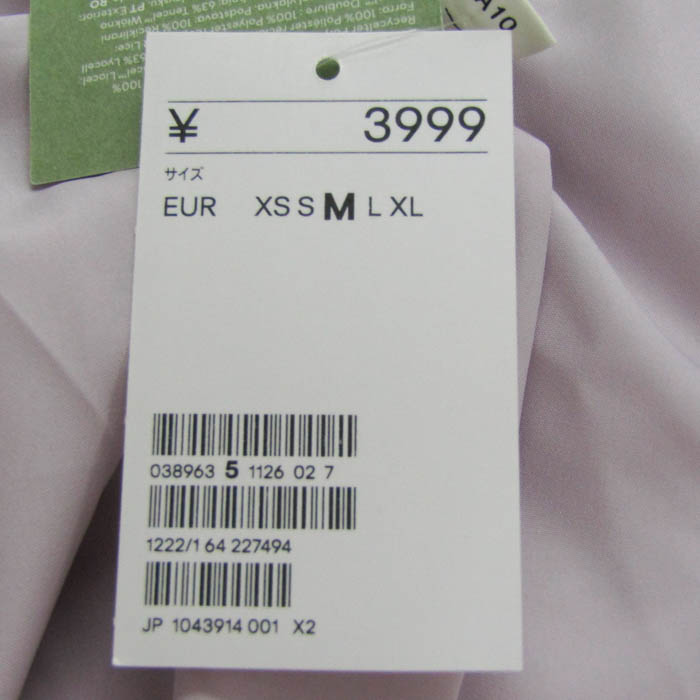 ¥ 3999
サイズ
EUR XS S M L XL
038963 5 1126 02 7
1222/1 64 227494
JP 1043914 001 X2
A10